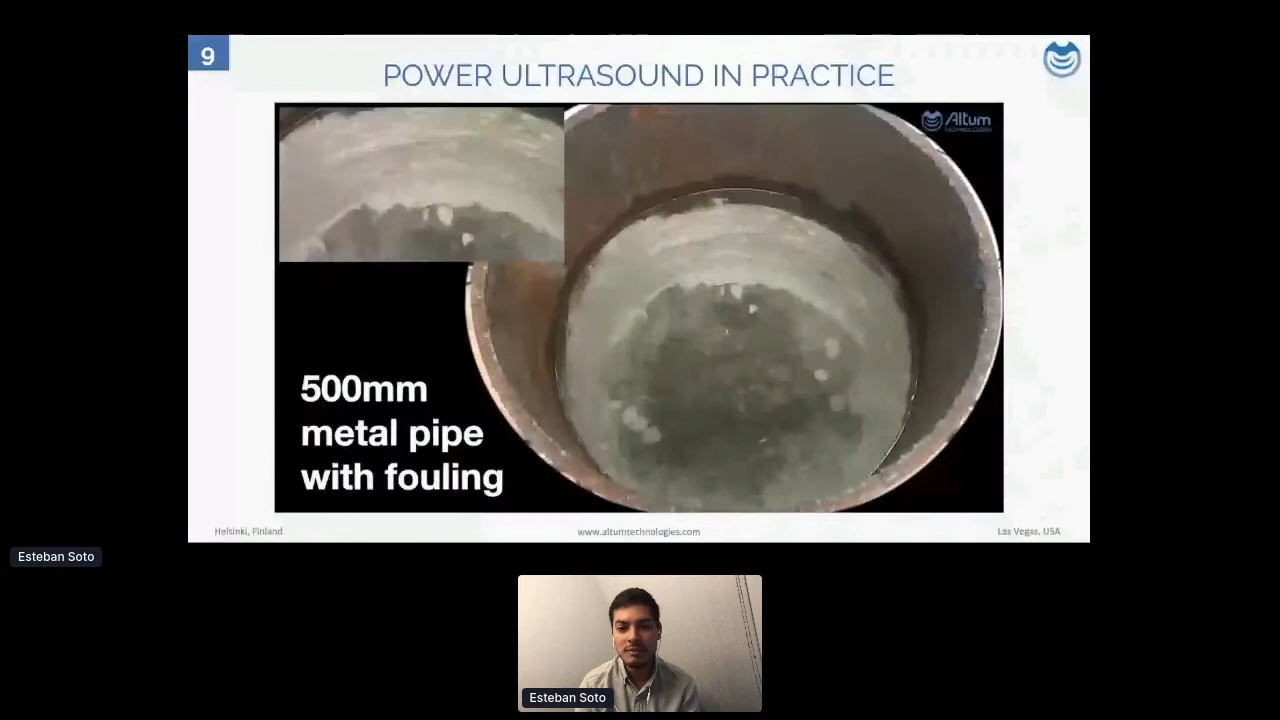 9
POWER ULTRASOUND IN PRACTICE
Altum
TECHNOLOGIES
500mm
metal pipe
with fouling
Helsinki, Finland
www.altumtechnologies.com
Las Vegas, USA
Esteban Soto
Esteban Soto